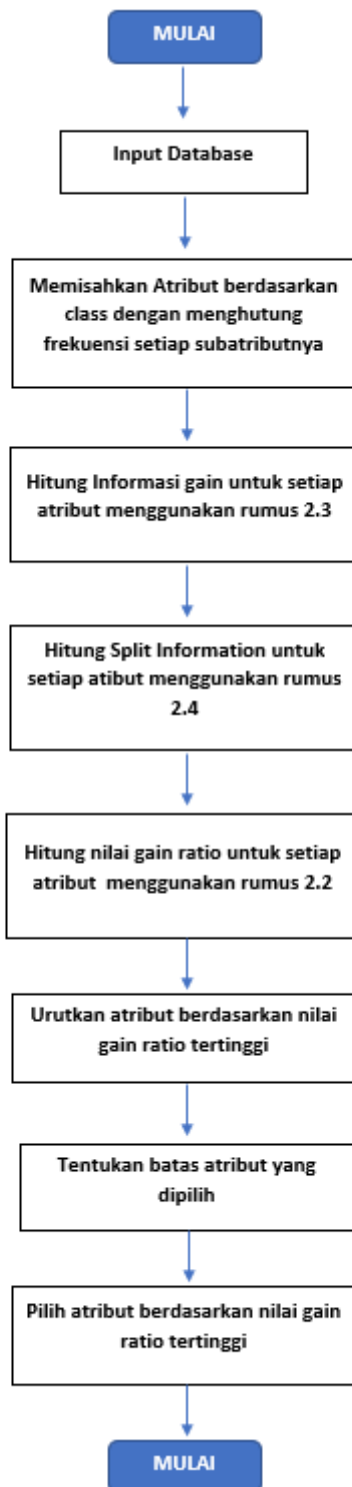 MULAI
Input Database
Memisahkan Atribut berdasarkan
class dengan menghutung
frekuensi setiap subatributnya
Hitung Informasi gain untuk setiap
atribut menggunakan rumus 2.3
Hitung Split Information untuk
setiap atibut menggunakan rumus
2.4
Hitung nilai gain ratio untuk setiap
atribut menggunakan rumus 2.2
Urutkan atribut berdasarkan nilai
gain ratio tertinggi
Tentukan batas atribut yang
dipilih
Pilih atribut berdasarkan nilai gain
ratio tertinggi
MULAI